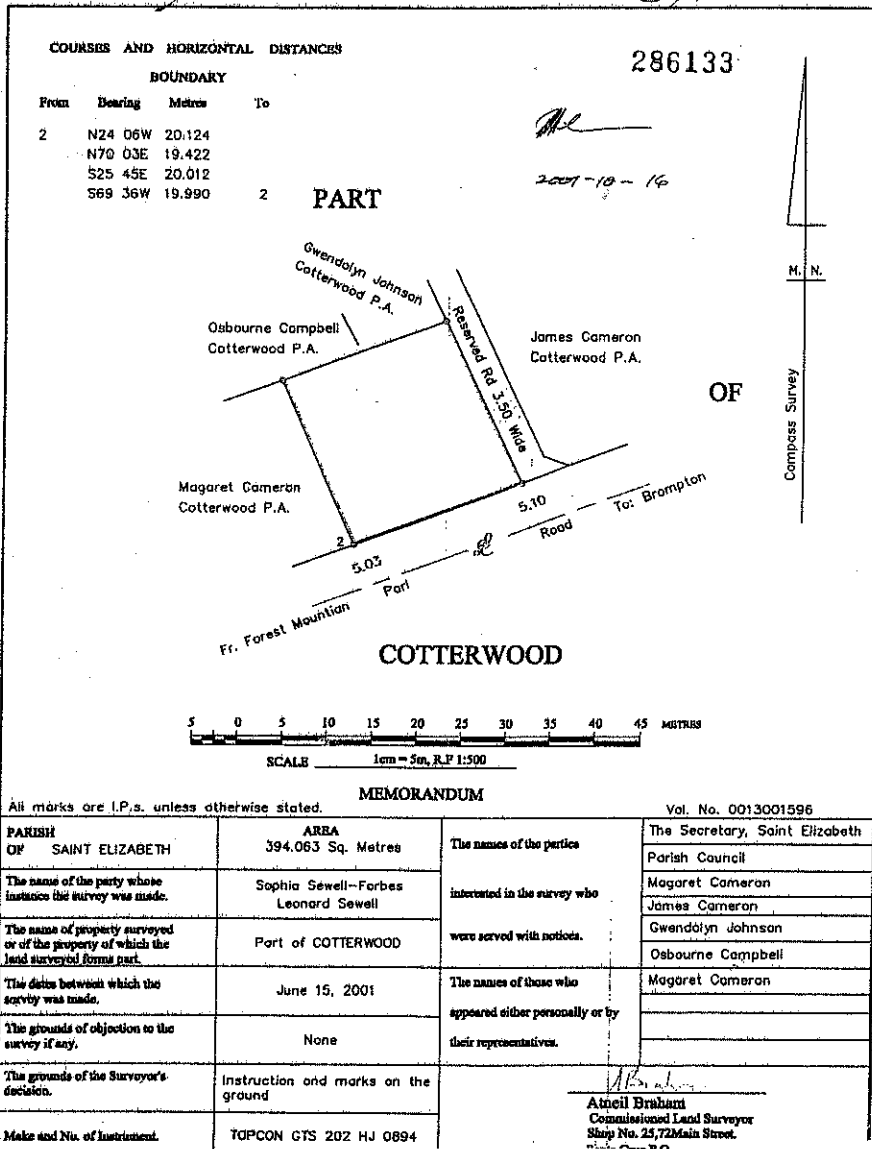 COURSES AND HORIZONTAL DISTANCES
BOUNDARY
From Bearing Metres To
2 N24 06W 20.124
N70 03E 19.422
S25 45E 20.012
S69 36W 19.990 2
286133
2001-10-16
PART
M. N.
Compass Survey
Gwendolyn Johnson
Cotterwood P.A.
Osbourne Campbell
Cotterwood P.A.
Reserved Rd 3.50 Wide
James Cameron
Cotterwood P.A.
OF
Magaret Cameron
Cotterwood P.A.
2
5.03
5.10
Fr. Forest Mountian Parl Road To: Brompton
COTTERWOOD
5 0 5 10 15 20 25 30 35 40 45 METRES
SCALE 1cm = 5m, R.F 1:500
MEMORANDUM
All marks are I.P.s. unless otherwise stated.
Vol. No. 0013001596
PARISH
OF SAINT ELIZABETH
AREA
394.063 Sq. Metres
The name of the party whose
instance the survey was made.
Sophia Sewell-Forbes
Leonard Sewell
The name of property surveyed
or of the property of which the
land surveyed forms part.
Part of COTTERWOOD
The dates between which the
survey was made.
June 15, 2001
The grounds of objection to the
survey if any.
None
The grounds of the Surveyor's
decision.
Instruction and marks on the
ground
Make and No. of Instrument.
TOPCON GTS 202 HJ 0894
The names of the parties
interested in the survey who
were served with notices.
The Secretary, Saint Elizabeth
Parish Council
Magaret Cameron
James Cameron
Gwendolyn Johnson
Osbourne Campbell
The names of those who
appeared either personally or by
their representatives.
Magaret Cameron
ABraham
Atneil Braham
Commissioned Land Surveyor
Shop No. 25,72Main Street.